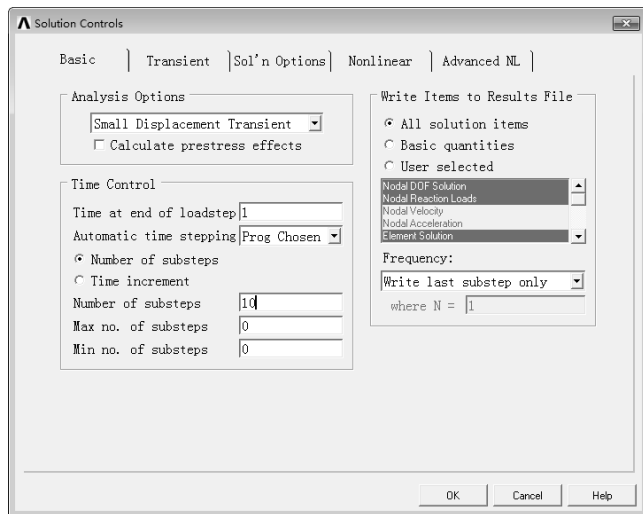 Solution Controls
Basic
Transient
Sol'n Options
Nonlinear
Advanced NL
Analysis Options
Small Displacement Transient
Calculate prestress effects
Time Control
Time at end of loadstep 1
Automatic time stepping Prog Chosen
Number of substeps
Time increment
Number of substeps 10
Max no. of substeps 0
Min no. of substeps 0
Write Items to Results File
All solution items
Basic quantities
User selected
Nodal DOF Solution
Nodal Reaction Loads
Nodal Velocity
Nodal Acceleration
Element Solution
Frequency:
Write last substep only
where N = 1
OK
Cancel
Help